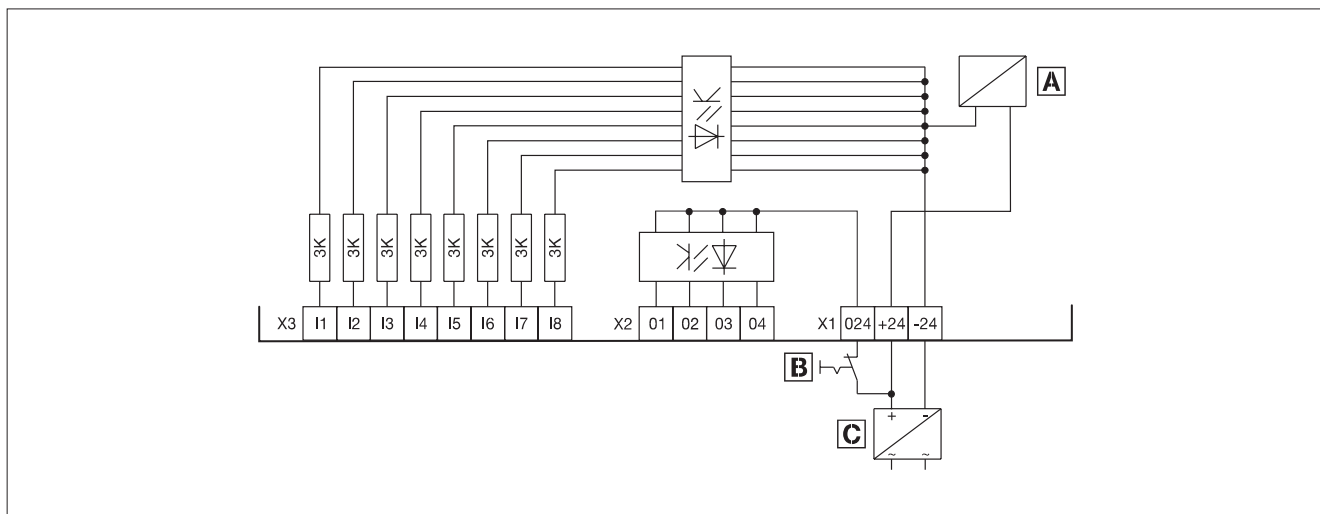 A
3K 3K 3K 3K 3K 3K 3K 3K
X3 I1 I2 I3 I4 I5 I6 I7 I8 X2 01 02 03 04 X1 024 +24 -24
B
+ -
C
~ ~